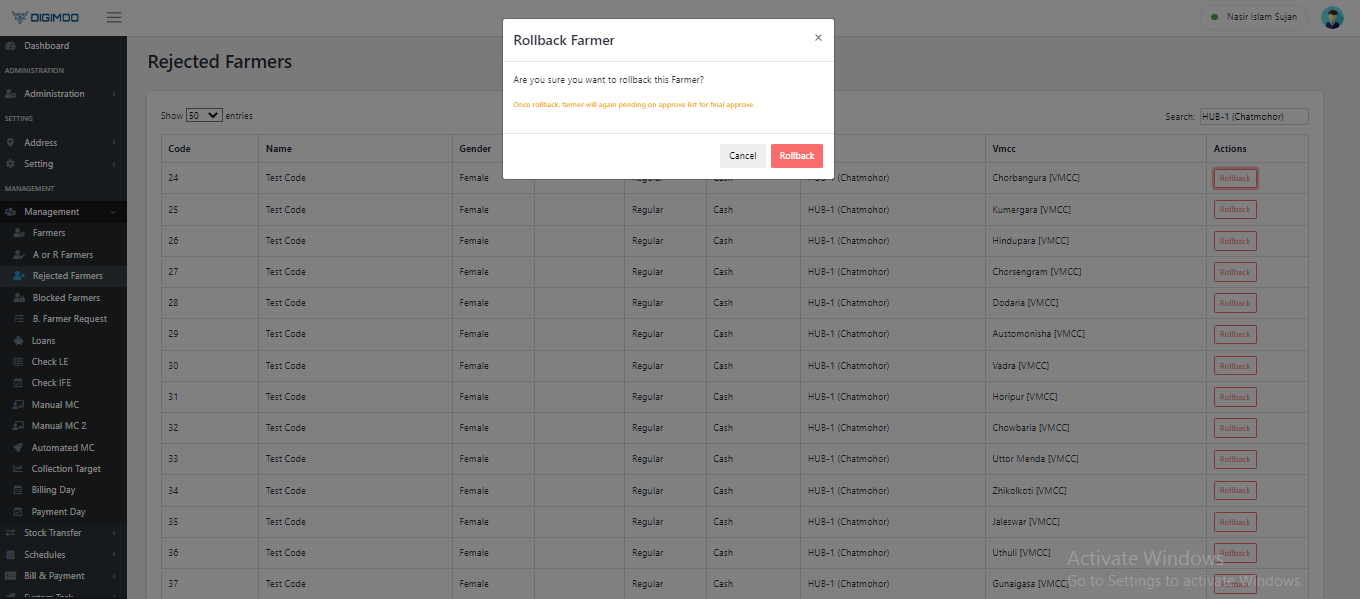 DIGIMOO
Nasir Islam Sujan
Dashboard
ADMINISTRATION
Administration
SETTING
Address
Setting
MANAGEMENT
Management
Farmers
A or R Farmers
Rejected Farmers
Blocked Farmers
B. Farmer Request
Loans
Check LE
Check IFE
Manual MC
Manual MC 2
Automated MC
Collection Target
Billing Day
Payment Day
Stock Transfer
Schedules
Bill & Payment
Rollback Farmer ×
Are you sure you want to rollback this Farmer?
Once rollback, farmer will again pending on approve list for final approve.
Cancel Rollback
Rejected Farmers
Show 50 entries Search: HUB-1 (Chatmohor)
Code Name Gender Vmcc Actions
24 Test Code Female Regular Cash HUB-1 (Chatmohor) Chorbangura [VMCC] Rollback
25 Test Code Female Regular Cash HUB-1 (Chatmohor) Kumergara [VMCC] Rollback
26 Test Code Female Regular Cash HUB-1 (Chatmohor) Hindupara [VMCC] Rollback
27 Test Code Female Regular Cash HUB-1 (Chatmohor) Chorsengram [VMCC] Rollback
28 Test Code Female Regular Cash HUB-1 (Chatmohor) Dodaria [VMCC] Rollback
29 Test Code Female Regular Cash HUB-1 (Chatmohor) Austomonisha [VMCC] Rollback
30 Test Code Female Regular Cash HUB-1 (Chatmohor) Vadra [VMCC] Rollback
31 Test Code Female Regular Cash HUB-1 (Chatmohor) Horipur [VMCC] Rollback
32 Test Code Female Regular Cash HUB-1 (Chatmohor) Chowbaria [VMCC] Rollback
33 Test Code Female Regular Cash HUB-1 (Chatmohor) Uttor Menda [VMCC] Rollback
34 Test Code Female Regular Cash HUB-1 (Chatmohor) Zhikolkoti [VMCC] Rollback
35 Test Code Female Regular Cash HUB-1 (Chatmohor) Jaleswar [VMCC] Rollback
36 Test Code Female Regular Cash HUB-1 (Chatmohor) Uthuli [VMCC] Rollback
37 Test Code Female Regular Cash HUB-1 (Chatmohor) Gunaigasa [VMCC] Rollback
Activate Windows
Go to Settings to activate Windows.